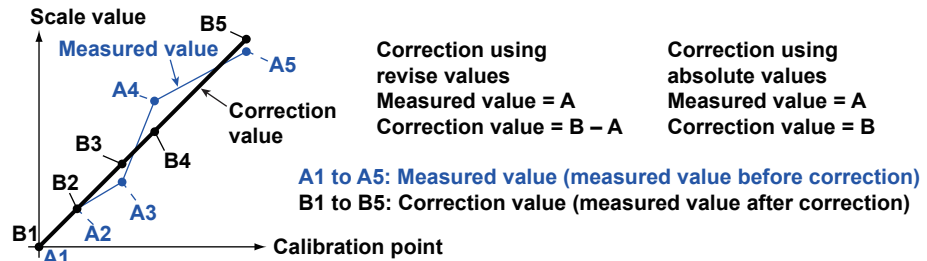 Scale value
B5
Measured value
A5
A4
Correction
value
B3
B4
B2
A3
A2
B1
A1
Calibration point
Correction using
revise values
Measured value = A
Correction value = B – A
Correction using
absolute values
Measured value = A
Correction value = B
A1 to A5: Measured value (measured value before correction)
B1 to B5: Correction value (measured value after correction)